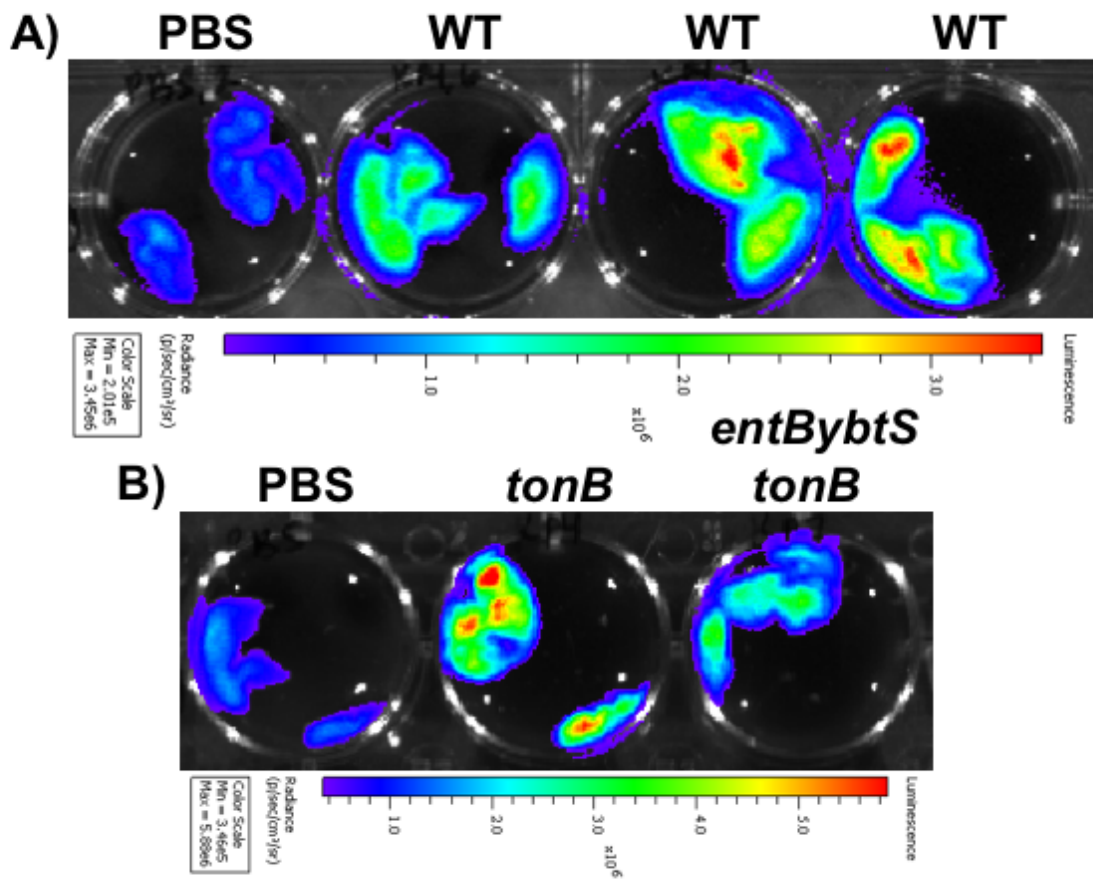 A) PBS WT WT WT
Color Scale
Min = 2.01e5
Max = 3.45e6
Radiance
(p/sec/cm²/sr)
1.0 2.0 3.0
x10⁶
Luminescence
entBybtS
B) PBS tonB tonB
PBS
Color Scale
Min = 3.46e5
Max = 5.88e6
Radiance
(p/sec/cm²/sr)
1.0 2.0 3.0 4.0 5.0
x10⁶
Luminescence